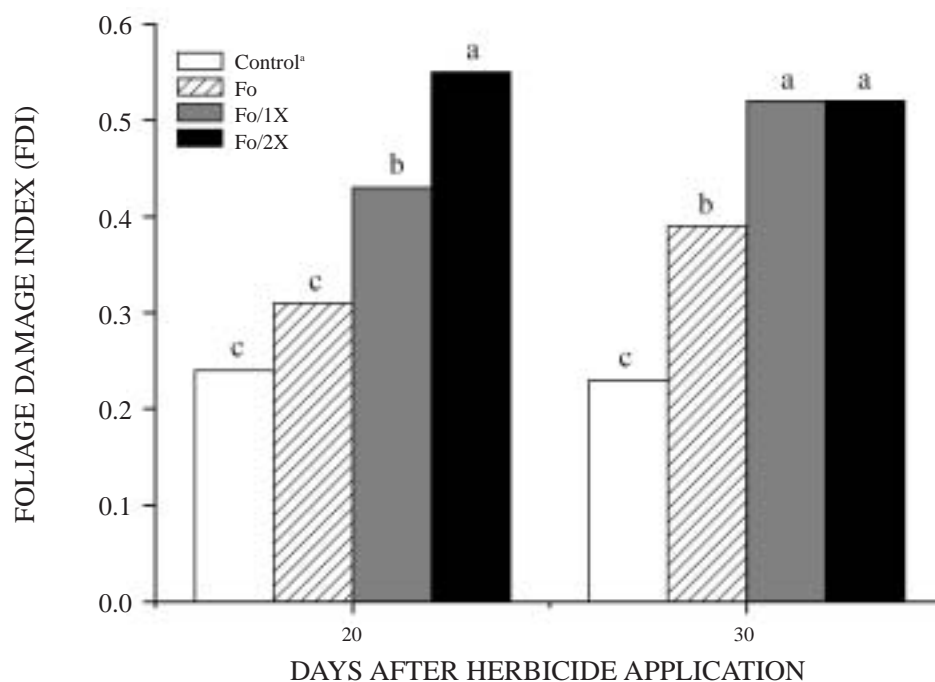 0.6
0.5
0.4
0.3
0.2
0.1
0.0
FOLIAGE DAMAGE INDEX (FDI)
Controlª
Fo
Fo/1X
Fo/2X
c
c
b
a
c
b
a
a
20
30
DAYS AFTER HERBICIDE APPLICATION